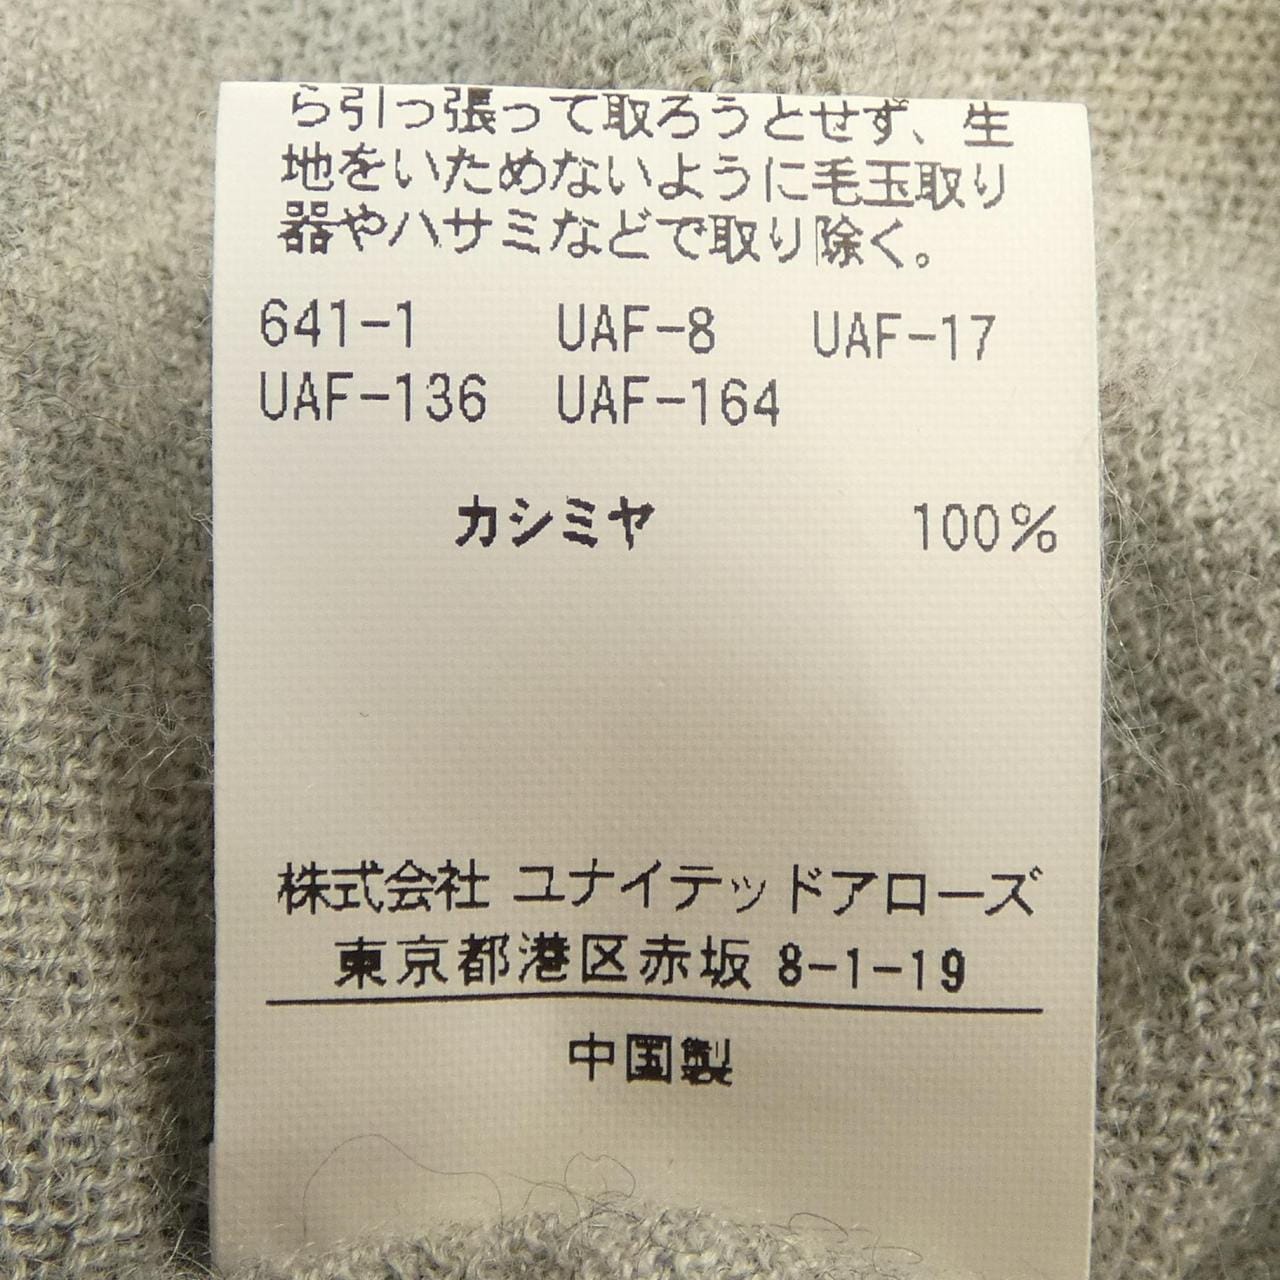 ら引っ張って取ろうとせず、生
地をいためないように毛玉取り
器やハサミなどで取り除く。
641-1 UAF-8 UAF-17
UAF-136 UAF-164
カシミヤ 100%
株式会社 ユナイテッドアローズ
東京都港区赤坂 8-1-19
中国製